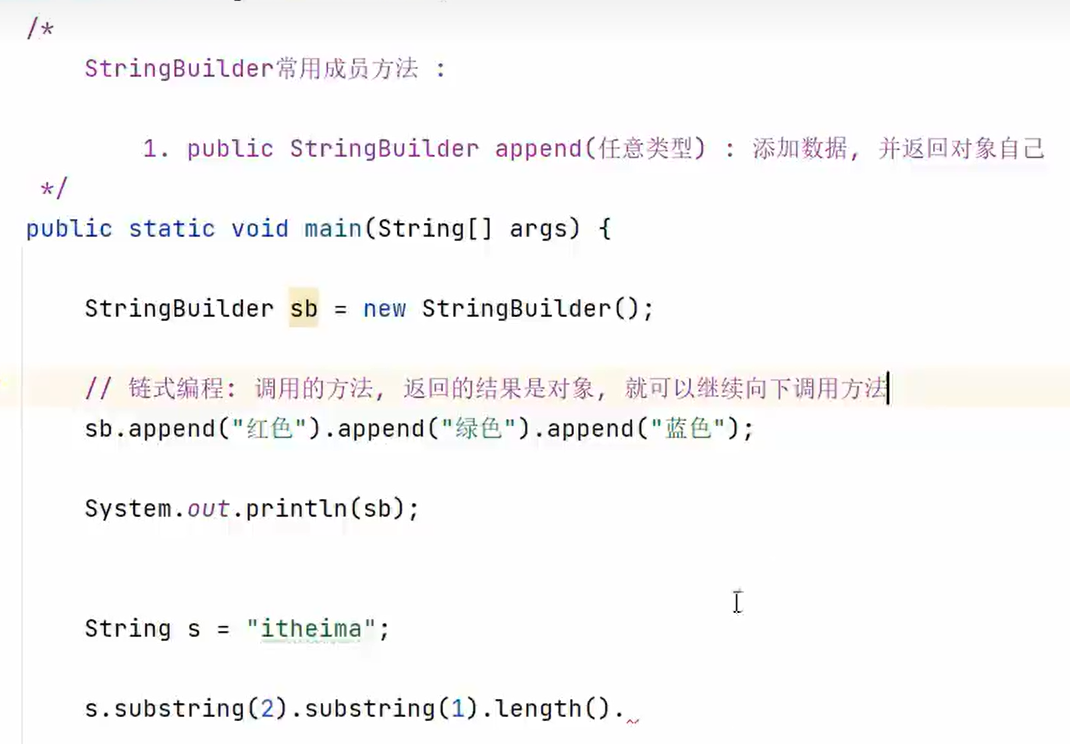 /*
StringBuilder常用成员方法 :
1. public StringBuilder append(任意类型) : 添加数据, 并返回对象自己
*/
public static void main(String[] args) {
StringBuilder sb = new StringBuilder();
// 链式编程: 调用的方法, 返回的结果是对象, 就可以继续向下调用方法
sb.append("红色").append("绿色").append("蓝色");
System.out.println(sb);
String s = "itheima";
s.substring(2).substring(1).length().